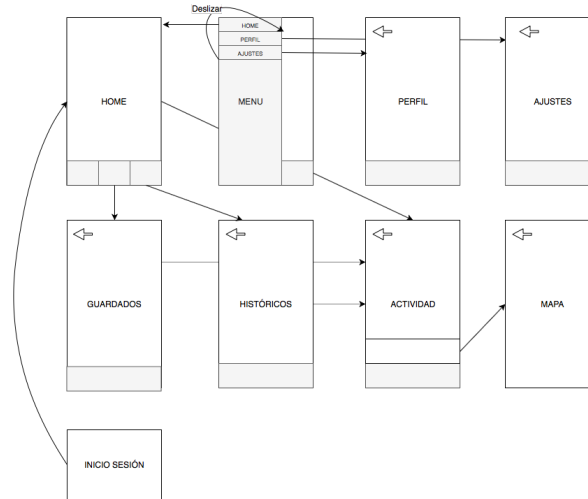 Deslizar
HOME
PERFIL
AJUSTES
HOME
MENU
PERFIL
AJUSTES
GUARDADOS
HISTÓRICOS
ACTIVIDAD
MAPA
INICIO SESIÓN